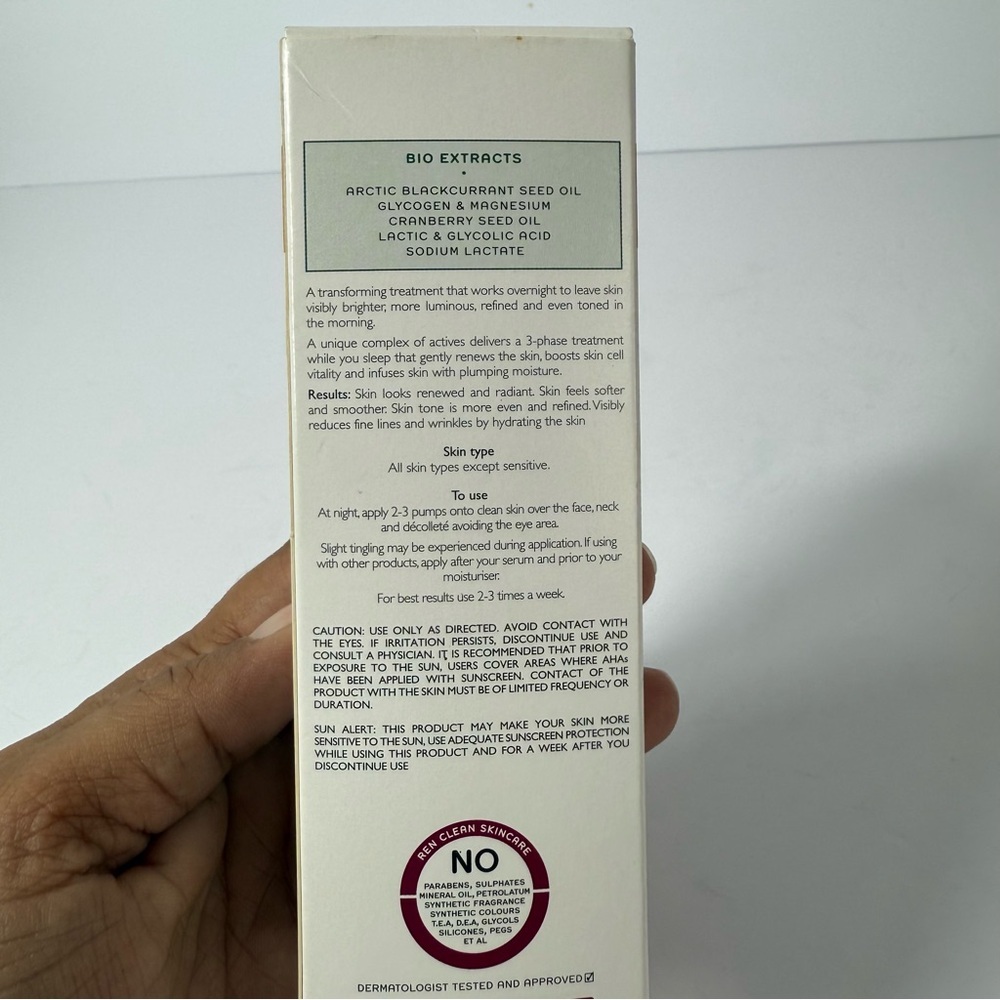 BIO EXTRACTS
•
ARCTIC BLACKCURRANT SEED OIL
GLYCOGEN & MAGNESIUM
CRANBERRY SEED OIL
LACTIC & GLYCOLIC ACID
SODIUM LACTATE
A transforming treatment that works overnight to leave skin
visibly brighter, more luminous, refined and even toned in
the morning.
A unique complex of actives delivers a 3-phase treatment
while you sleep that gently renews the skin, boosts skin cell
vitality and infuses skin with plumping moisture.
Results: Skin looks renewed and radiant. Skin feels softer
and smoother. Skin tone is more even and refined. Visibly
reduces fine lines and wrinkles by hydrating the skin
Skin type
All skin types except sensitive.
To use
At night, apply 2-3 pumps onto clean skin over the face, neck
and décolleté avoiding the eye area.
Slight tingling may be experienced during application. If using
with other products, apply after your serum and prior to your
moisturiser.
For best results use 2-3 times a week.
CAUTION: USE ONLY AS DIRECTED. AVOID CONTACT WITH
THE EYES. IF IRRITATION PERSISTS, DISCONTINUE USE AND
CONSULT A PHYSICIAN. IT IS RECOMMENDED THAT PRIOR TO
EXPOSURE TO THE SUN, USERS COVER AREAS WHERE AHAs
HAVE BEEN APPLIED WITH SUNSCREEN. CONTACT OF THE
PRODUCT WITH THE SKIN MUST BE OF LIMITED FREQUENCY OR
DURATION.
SUN ALERT: THIS PRODUCT MAY MAKE YOUR SKIN MORE
SENSITIVE TO THE SUN, USE ADEQUATE SUNSCREEN PROTECTION
WHILE USING THIS PRODUCT AND FOR A WEEK AFTER YOU
DISCONTINUE USE
REN CLEAN SKINCARE
NO
PARABENS, SULPHATES
MINERAL OIL, PETROLATUM
SYNTHETIC FRAGRANCE
SYNTHETIC COLOURS
T.E.A, D.E.A, GLYCOLS
SILICONES, PEGS
ET AL
DERMATOLOGIST TESTED AND APPROVED ☑